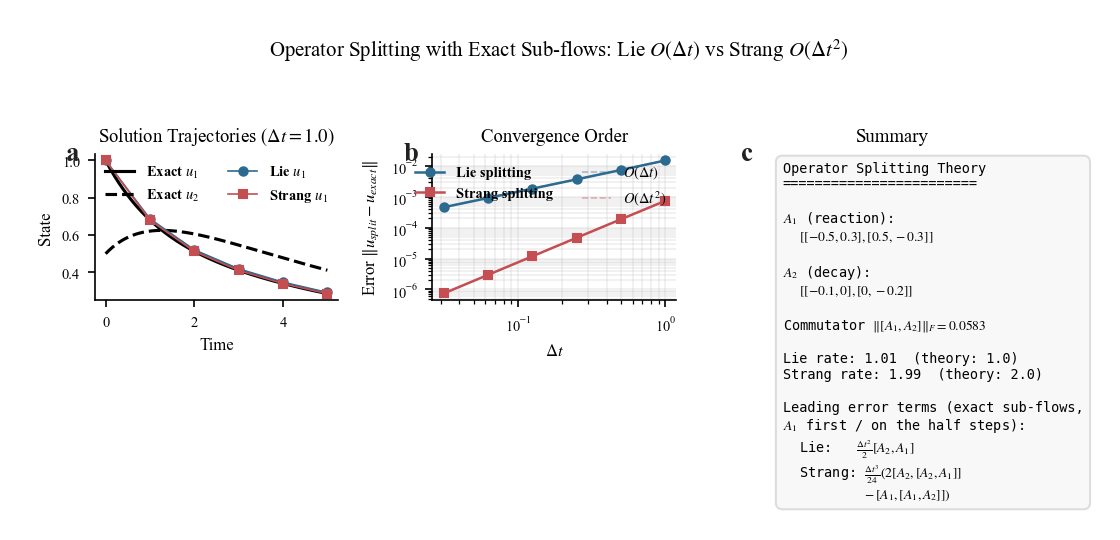 Operator Splitting with Exact Sub-flows: Lie O(Δt) vs Strang O(Δt²)
a
Solution Trajectories (Δt = 1.0)
Exact u₁
Exact u₂
Lie u₁
Strang u₁
State
1.0
0.8
0.6
0.4
0
2
4
Time
b
Convergence Order
Lie splitting
Strang splitting
O(Δt)
O(Δt²)
Error ‖u_split − u_exact‖
10⁻²
10⁻³
10⁻⁴
10⁻⁵
10⁻⁶
10⁻¹
10⁰
Δt
c
Summary
Operator Splitting Theory
========================
A₁ (reaction):
[[−0.5, 0.3], [0.5, −0.3]]
A₂ (decay):
[[−0.1, 0], [0, −0.2]]
Commutator ‖[A₁, A₂]‖_F = 0.0583
Lie rate: 1.01 (theory: 1.0)
Strang rate: 1.99 (theory: 2.0)
Leading error terms (exact sub-flows,
A₁ first / on the half steps):
Lie: Δt²/2 [A₂, A₁]
Strang: Δt³/24 (2[A₂, [A₂, A₁]]
− [A₁, [A₁, A₂]])